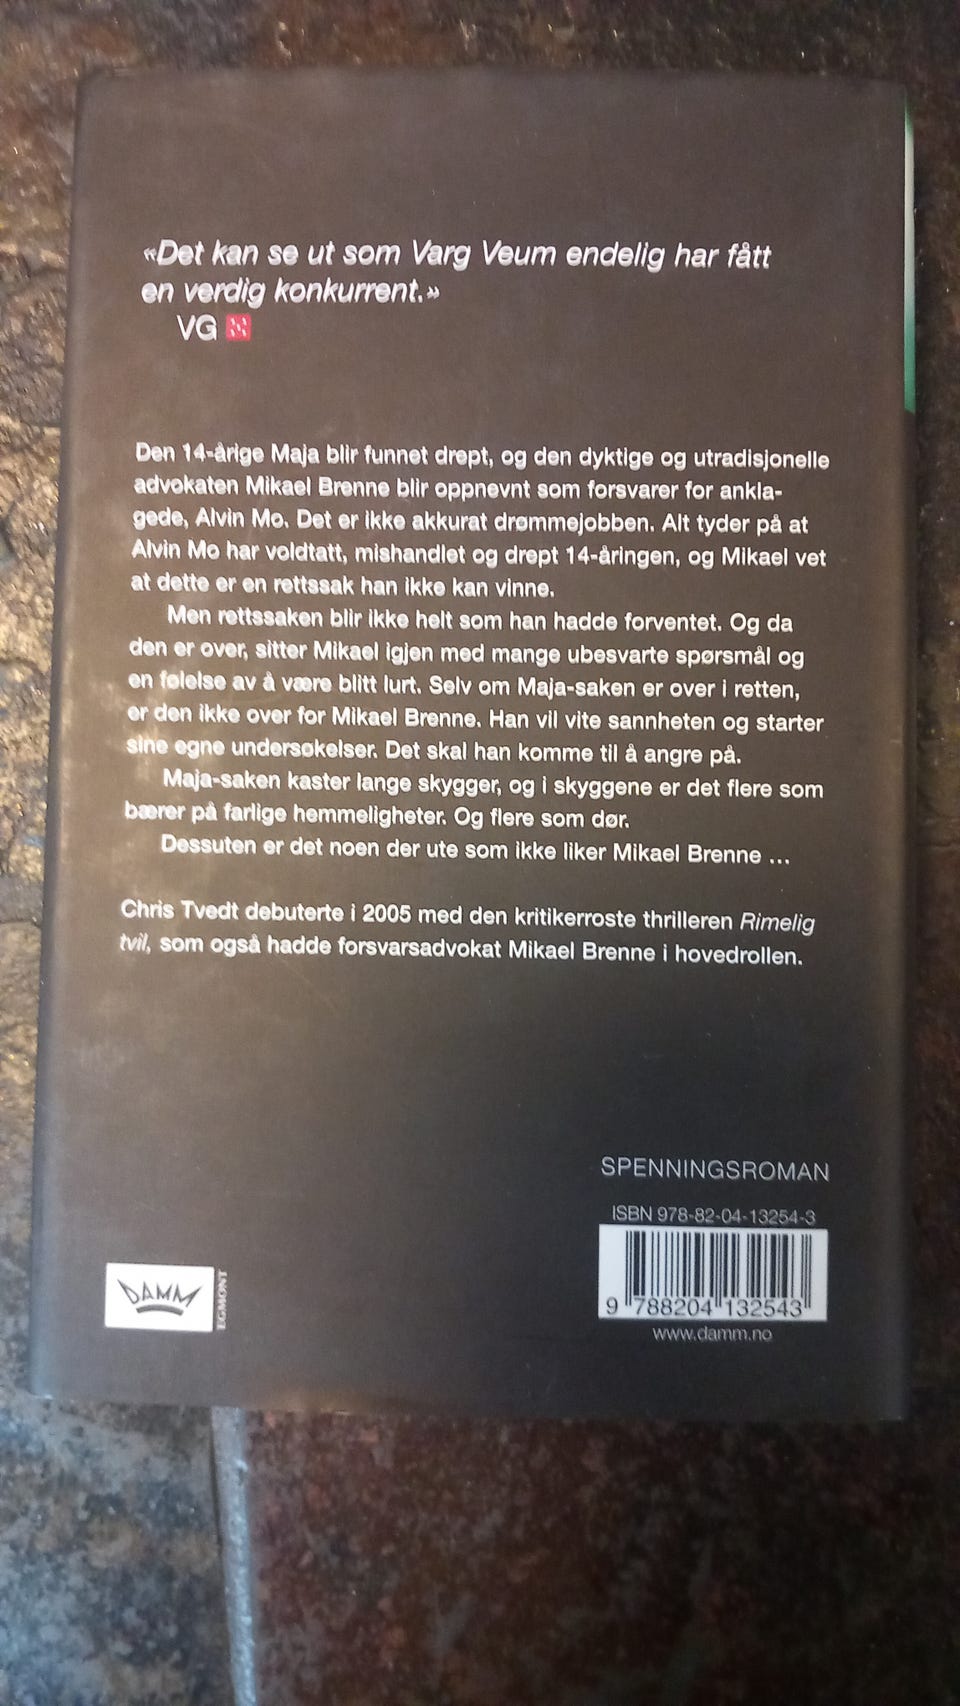 «Det kan se ut som Varg Veum endelig har fått
en verdig konkurrent.»
VG
Den 14-årige Maja blir funnet drept, og den dyktige og utradisjonelle
advokaten Mikael Brenne blir oppnevnt som forsvarer for ankla-
gede, Alvin Mo. Det er ikke akkurat drømmejobben. Alt tyder på at
Alvin Mo har voldtatt, mishandlet og drept 14-åringen, og Mikael vet
at dette er en rettssak han ikke kan vinne.
Men rettssaken blir ikke helt som han hadde forventet. Og da
den er over, sitter Mikael igjen med mange ubesvarte spørsmål og
en følelse av å være blitt lurt. Selv om Maja-saken er over i retten,
er den ikke over for Mikael Brenne. Han vil vite sannheten og starter
sine egne undersøkelser. Det skal han komme til å angre på.
Maja-saken kaster lange skygger, og i skyggene er det flere som
bærer på farlige hemmeligheter. Og flere som dør.
Dessuten er det noen der ute som ikke liker Mikael Brenne ...
Chris Tvedt debuterte i 2005 med den kritikerroste thrilleren Rimelig
tvil, som også hadde forsvarsadvokat Mikael Brenne i hovedrollen.
SPENNINGSROMAN
ISBN 978-82-04-13254-3
9 788204 132543
www.damm.no
DAMM
EGMONT